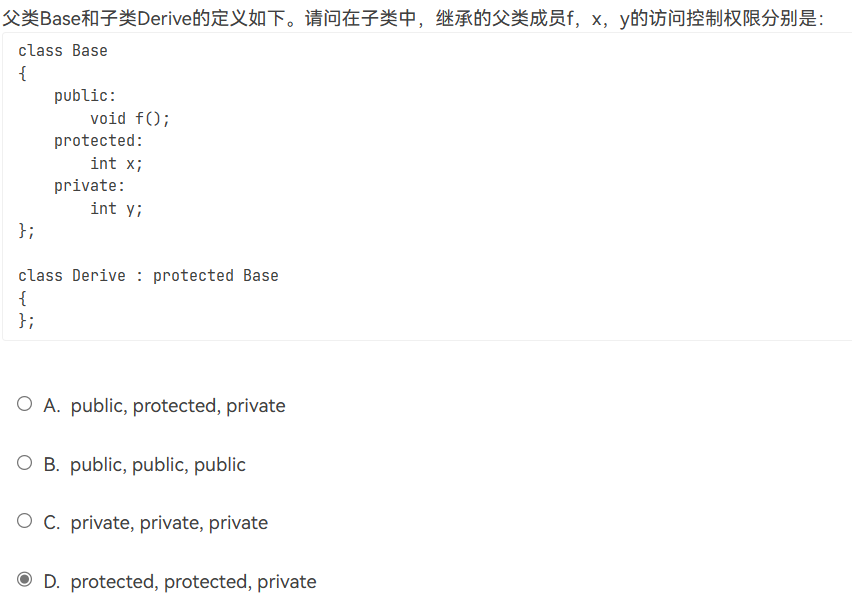 父类Base和子类Derive的定义如下。请问在子类中，继承的父类成员f，x，y的访问控制权限分别是：
class Base
{
    public:
        void f();
    protected:
        int x;
    private:
        int y;
};
class Derive : protected Base
{
};
A. public, protected, private
B. public, public, public
C. private, private, private
D. protected, protected, private